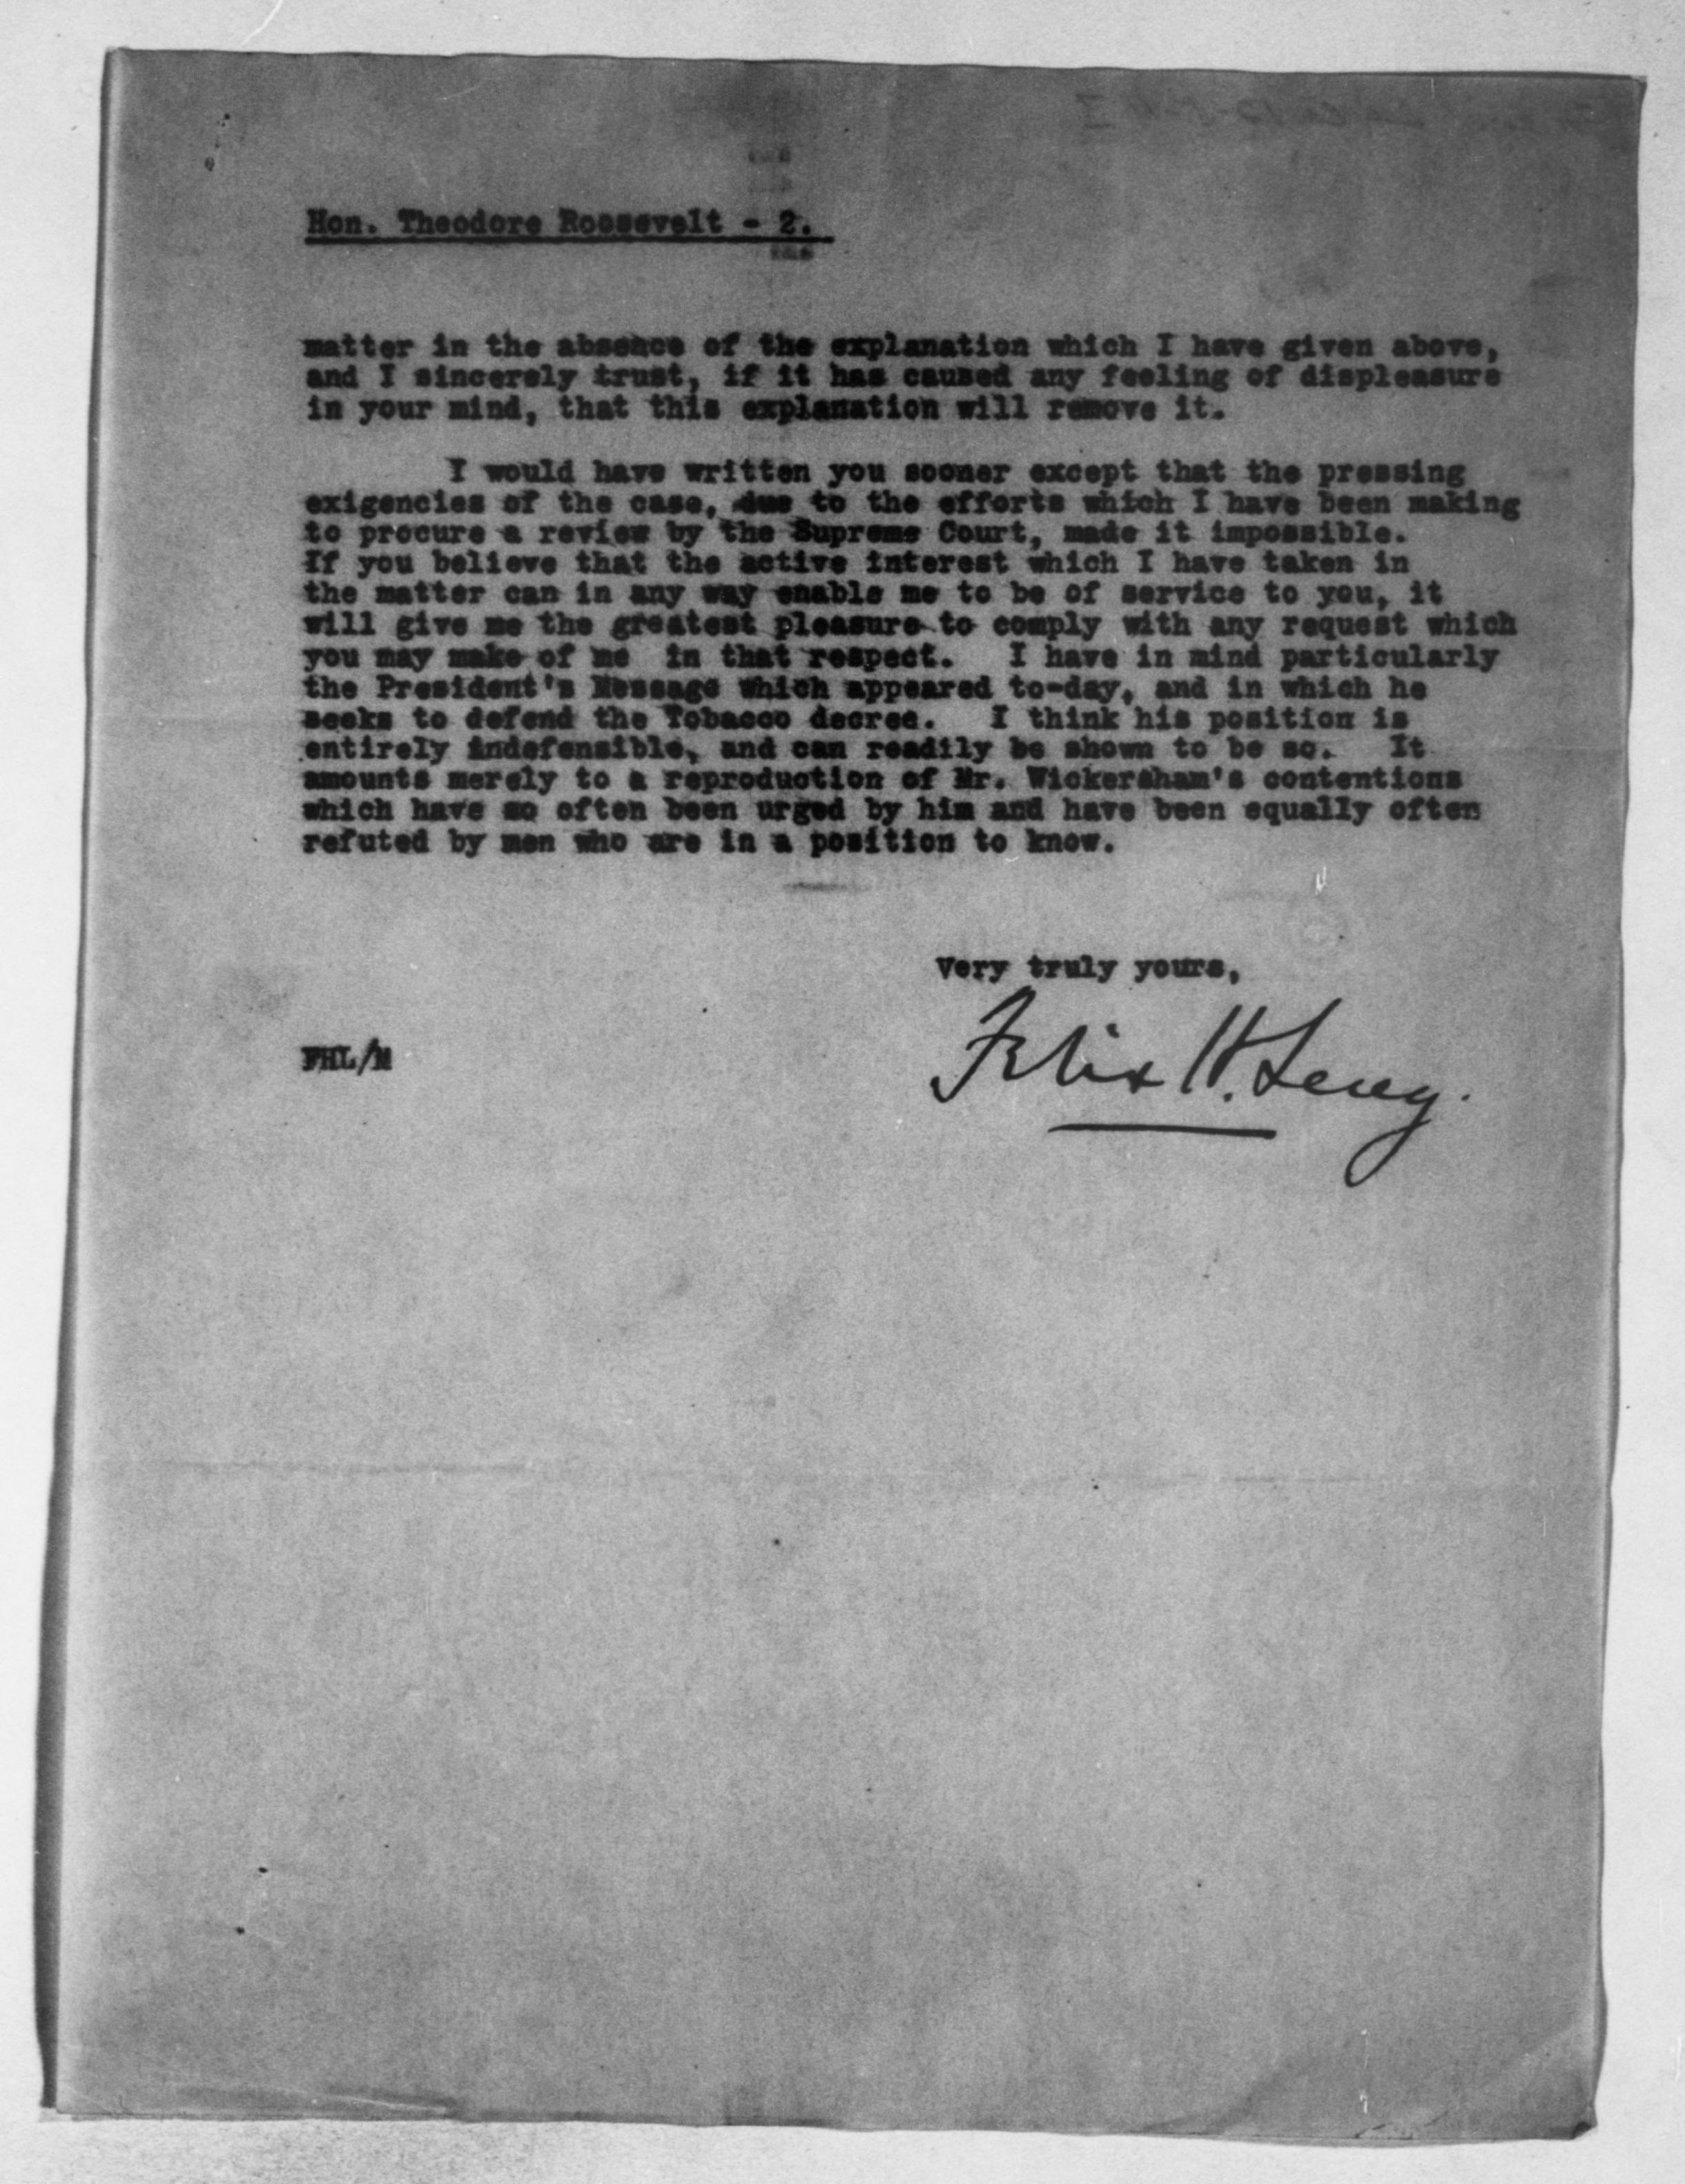 Hon. Theodore Roosevelt - 2.
matter in the absence of the explanation which I have given above,
and I sincerely trust, if it has caused any feeling of displeasure
in your mind, that this explanation will remove it.
I would have written you sooner except that the pressing
exigencies of the case, due to the efforts which I have been making
to procure a review by the Supreme Court, made it impossible.
If you believe that the active interest which I have taken in
the matter can in any way enable me to be of service to you, it
will give me the greatest pleasure to comply with any request which
you may make of me in that respect. I have in mind particularly
the President's Message which appeared to-day, and in which he
seeks to defend the Tobacco decree. I think his position is
entirely indefensible, and can readily be shown to be so. It
amounts merely to a reproduction of Mr. Wickersham's contentions
which have so often been urged by him and have been equally often
refuted by men who are in a position to know.
Very truly yours,
Felix H. Levy.
FHL/M